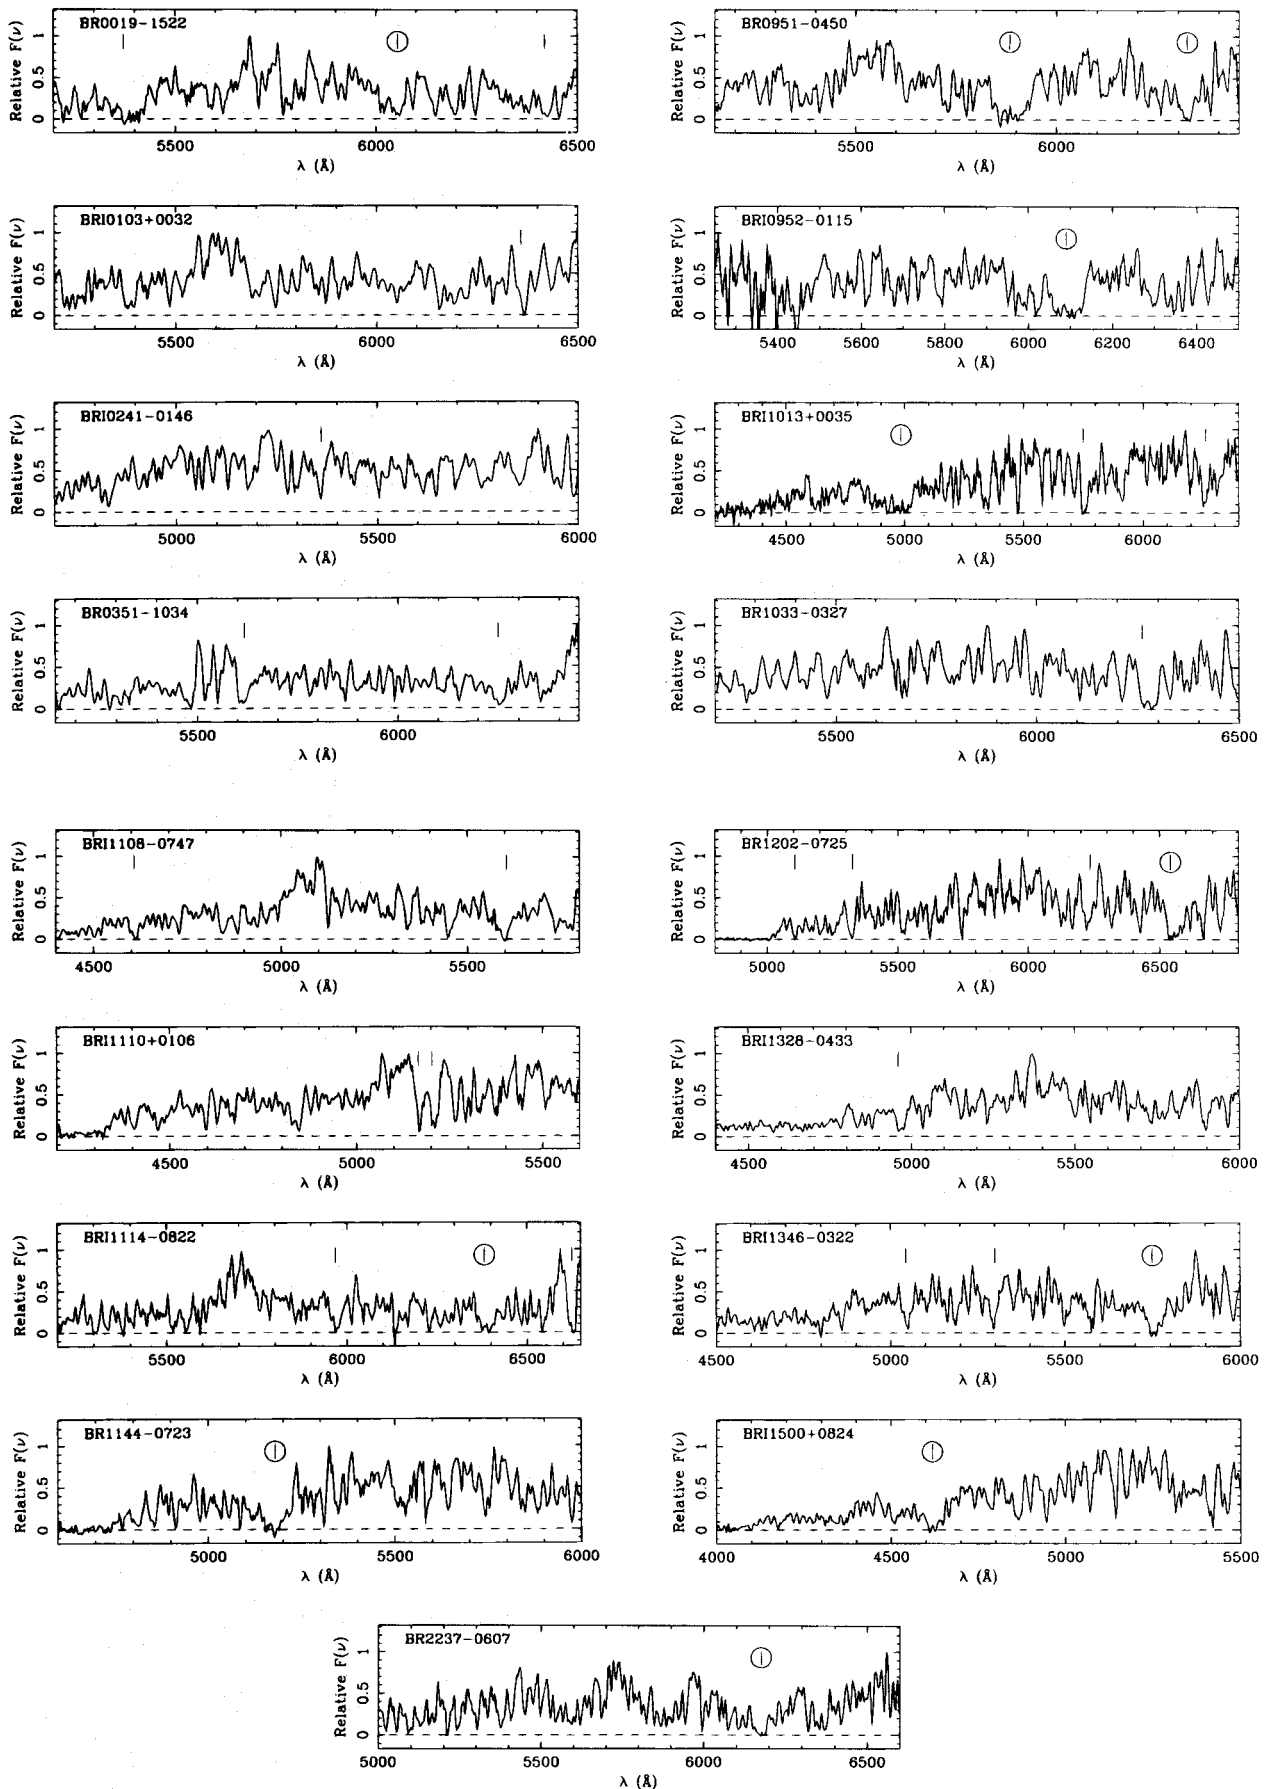 BR0019-1522
Relative F(ν)
1
0.5
0
5500
6000
6500
λ (Å)
BR0951-0450
Relative F(ν)
1
0.5
0
5500
6000
λ (Å)
BRI0103+0032
Relative F(ν)
1
0.5
0
5500
6000
6500
λ (Å)
BRI0952-0115
Relative F(ν)
1
0.5
0
5400
5600
5800
6000
6200
6400
λ (Å)
BRI0241-0146
Relative F(ν)
1
0.5
0
5000
5500
6000
λ (Å)
BRI1013+0035
Relative F(ν)
1
0.5
0
4500
5000
5500
6000
λ (Å)
BR0351-1034
Relative F(ν)
1
0.5
0
5500
6000
λ (Å)
BR1033-0327
Relative F(ν)
1
0.5
0
5500
6000
6500
λ (Å)
BRI1108-0747
Relative F(ν)
1
0.5
0
4500
5000
5500
λ (Å)
BR1202-0725
Relative F(ν)
1
0.5
0
5000
5500
6000
6500
λ (Å)
BRI1110+0106
Relative F(ν)
1
0.5
0
4500
5000
5500
λ (Å)
BRI1328-0433
Relative F(ν)
1
0.5
0
4500
5000
5500
6000
λ (Å)
BRI1114-0822
Relative F(ν)
1
0.5
0
5500
6000
6500
λ (Å)
BRI1346-0322
Relative F(ν)
1
0.5
0
4500
5000
5500
6000
λ (Å)
BR1144-0723
Relative F(ν)
1
0.5
0
5000
5500
6000
λ (Å)
BRI1500+0824
Relative F(ν)
1
0.5
0
4000
4500
5000
5500
λ (Å)
BR2237-0607
Relative F(ν)
1
0.5
0
5000
5500
6000
6500
λ (Å)